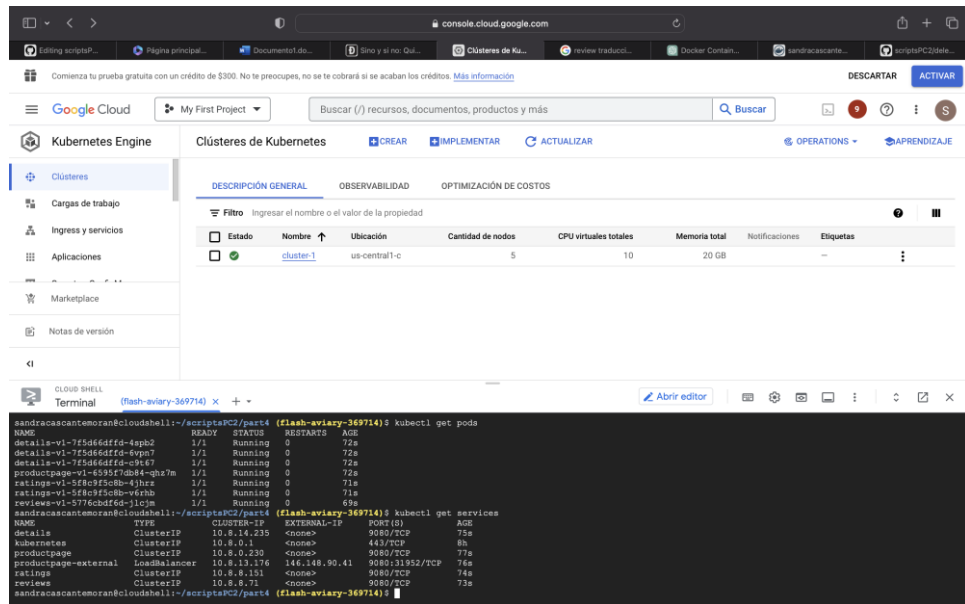 console.cloud.google.com
Editing scriptsP... Página principal... Documento1.do... Sino y si no: Qui... Clústeres de Ku... review traducci... Docker Contain... sandracascante... scriptsPC2/dele...
Comienza tu prueba gratuita con un crédito de $300. No te preocupes, no se te cobrará si se acaban los créditos. Más información DESCARTAR ACTIVAR
Google Cloud My First Project Buscar (/) recursos, documentos, productos y más Buscar 9 S
Kubernetes Engine Clústeres de Kubernetes CREAR IMPLEMENTAR ACTUALIZAR OPERATIONS APRENDIZAJE
Clústeres
DESCRIPCIÓN GENERAL OBSERVABILIDAD OPTIMIZACIÓN DE COSTOS
Cargas de trabajo
Filtro Ingresar el nombre o el valor de la propiedad
Ingress y servicios
Estado Nombre Ubicación Cantidad de nodos CPU virtuales totales Memoria total Notificaciones Etiquetas
Aplicaciones
cluster-1 us-central1-c 5 10 20 GB —
Marketplace
Notas de versión
CLOUD SHELL
Terminal (flash-aviary-369714) Abrir editor
sandracascantemoran@cloudshell:~/scriptsPC2/part4 (flash-aviary-369714)$ kubectl get pods
NAME READY STATUS RESTARTS AGE
details-v1-7f5d66dffd-4spb2 1/1 Running 0 72s
details-v1-7f5d66dffd-6vpn7 1/1 Running 0 72s
details-v1-7f5d66dffd-c9t67 1/1 Running 0 72s
productpage-v1-6595f7db84-qhz7m 1/1 Running 0 72s
ratings-v1-5f8c9f5c8b-4jhrz 1/1 Running 0 71s
ratings-v1-5f8c9f5c8b-v6rhb 1/1 Running 0 71s
reviews-v1-5776cbdf6d-jlcjm 1/1 Running 0 69s
sandracascantemoran@cloudshell:~/scriptsPC2/part4 (flash-aviary-369714)$ kubectl get services
NAME TYPE CLUSTER-IP EXTERNAL-IP PORT(S) AGE
details ClusterIP 10.8.14.235 <none> 9080/TCP 75s
kubernetes ClusterIP 10.8.0.1 <none> 443/TCP 8h
productpage ClusterIP 10.8.0.230 <none> 9080/TCP 77s
productpage-external LoadBalancer 10.8.13.176 146.148.90.41 9080:31952/TCP 76s
ratings ClusterIP 10.8.8.151 <none> 9080/TCP 74s
reviews ClusterIP 10.8.8.71 <none> 9080/TCP 73s
sandracascantemoran@cloudshell:~/scriptsPC2/part4 (flash-aviary-369714)$